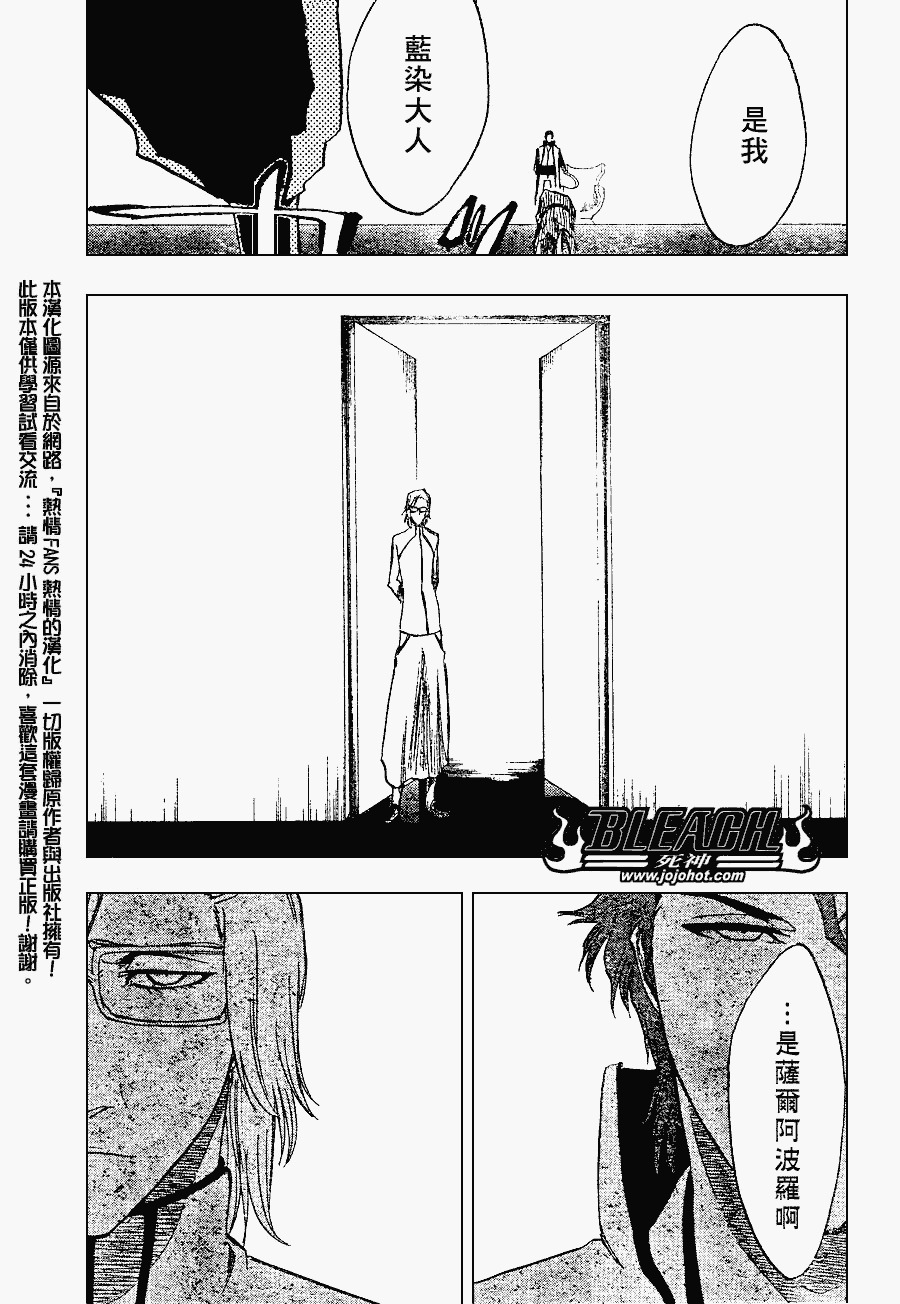 是我
藍染大人
BLEACH
死神
www.jojohot.com
…是薩爾阿波羅啊
本漢化圖源來自於網路，『熱情FANS熱情的漢化』一切版權歸原作者與出版社擁有！
此版本僅供學習試看交流…請24小時之內消除，喜歡這套漫畫請購買正版！謝謝。